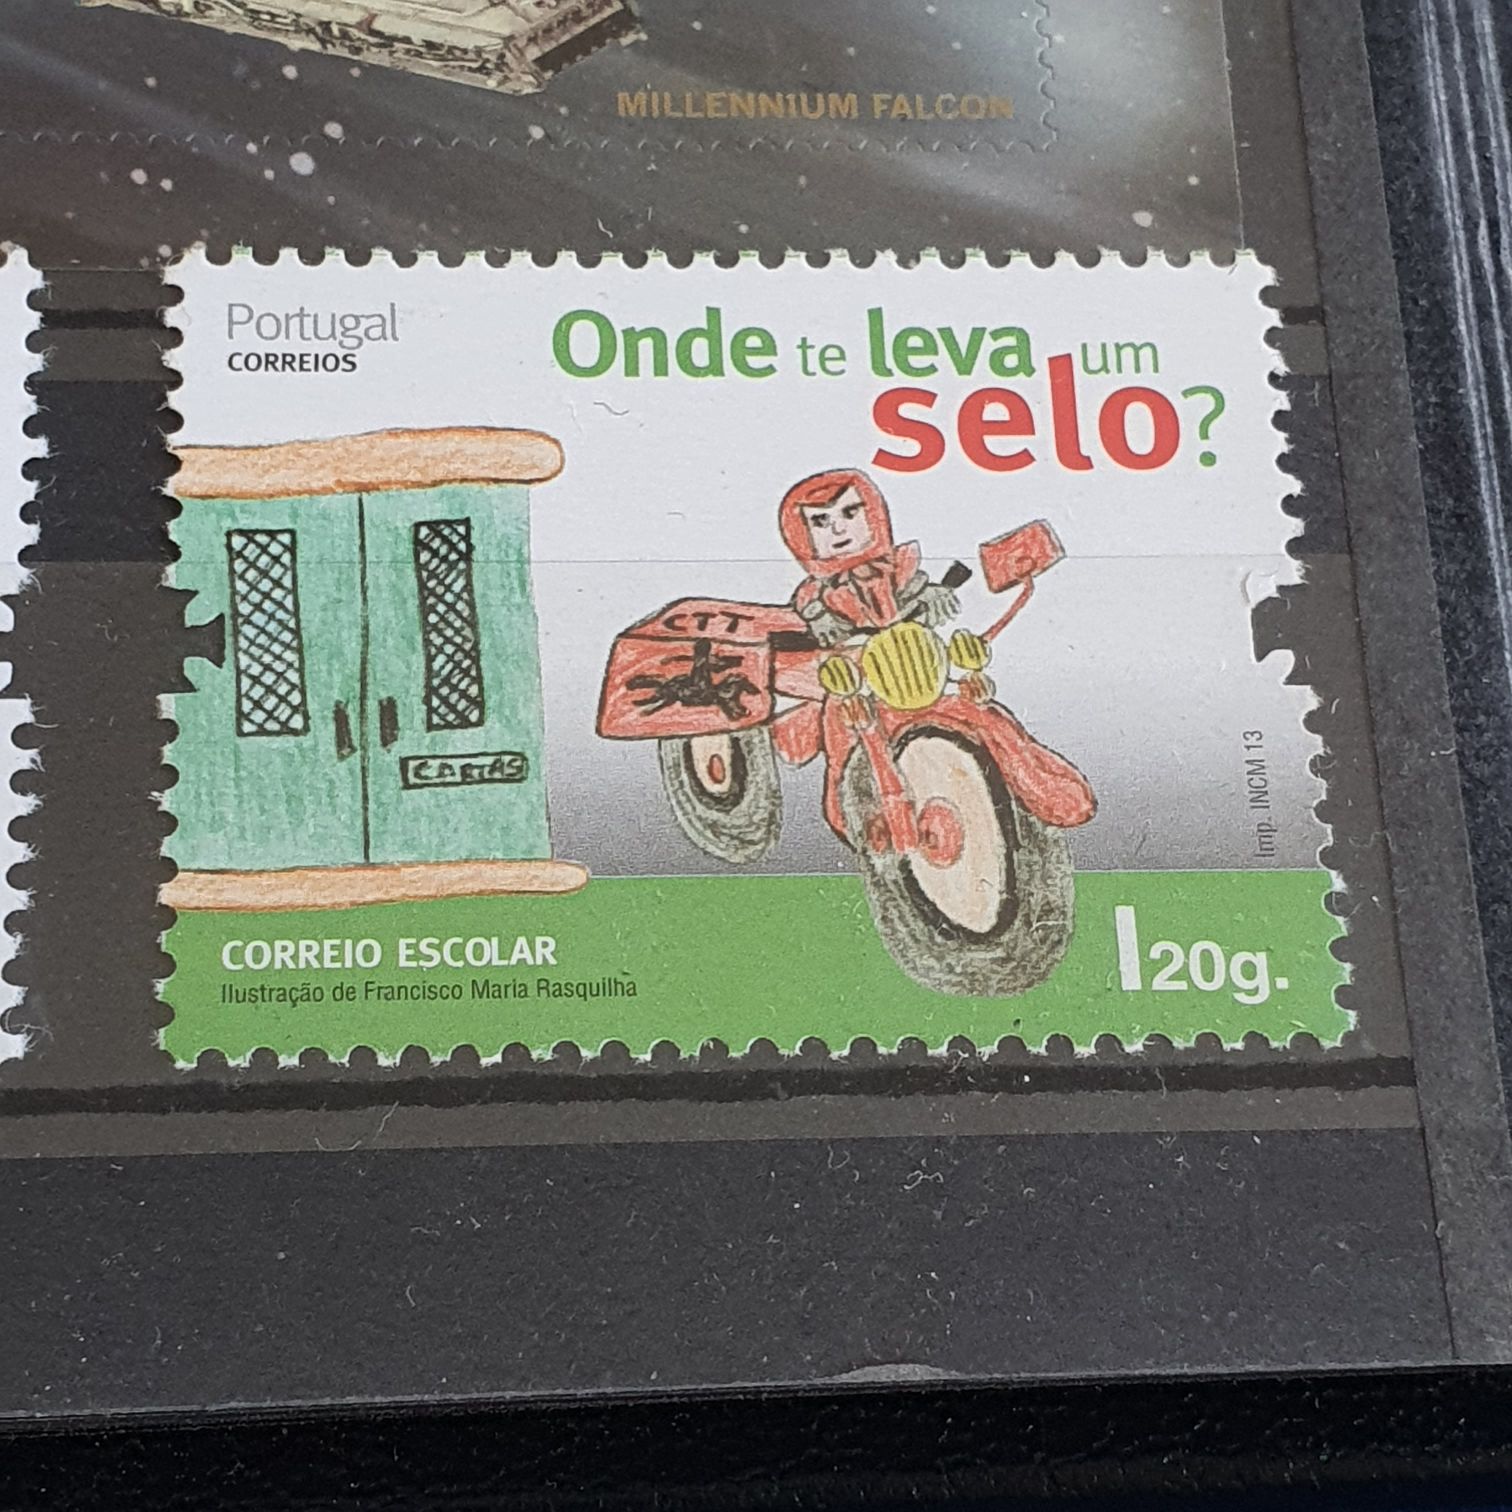 MILLENNIUM FALCON
Portugal
CORREIOS
Onde te leva um
selo?
CTT
CARTAS
Imp. INCM 13
CORREIO ESCOLAR
Ilustração de Francisco Maria Rasquilha
I20g.